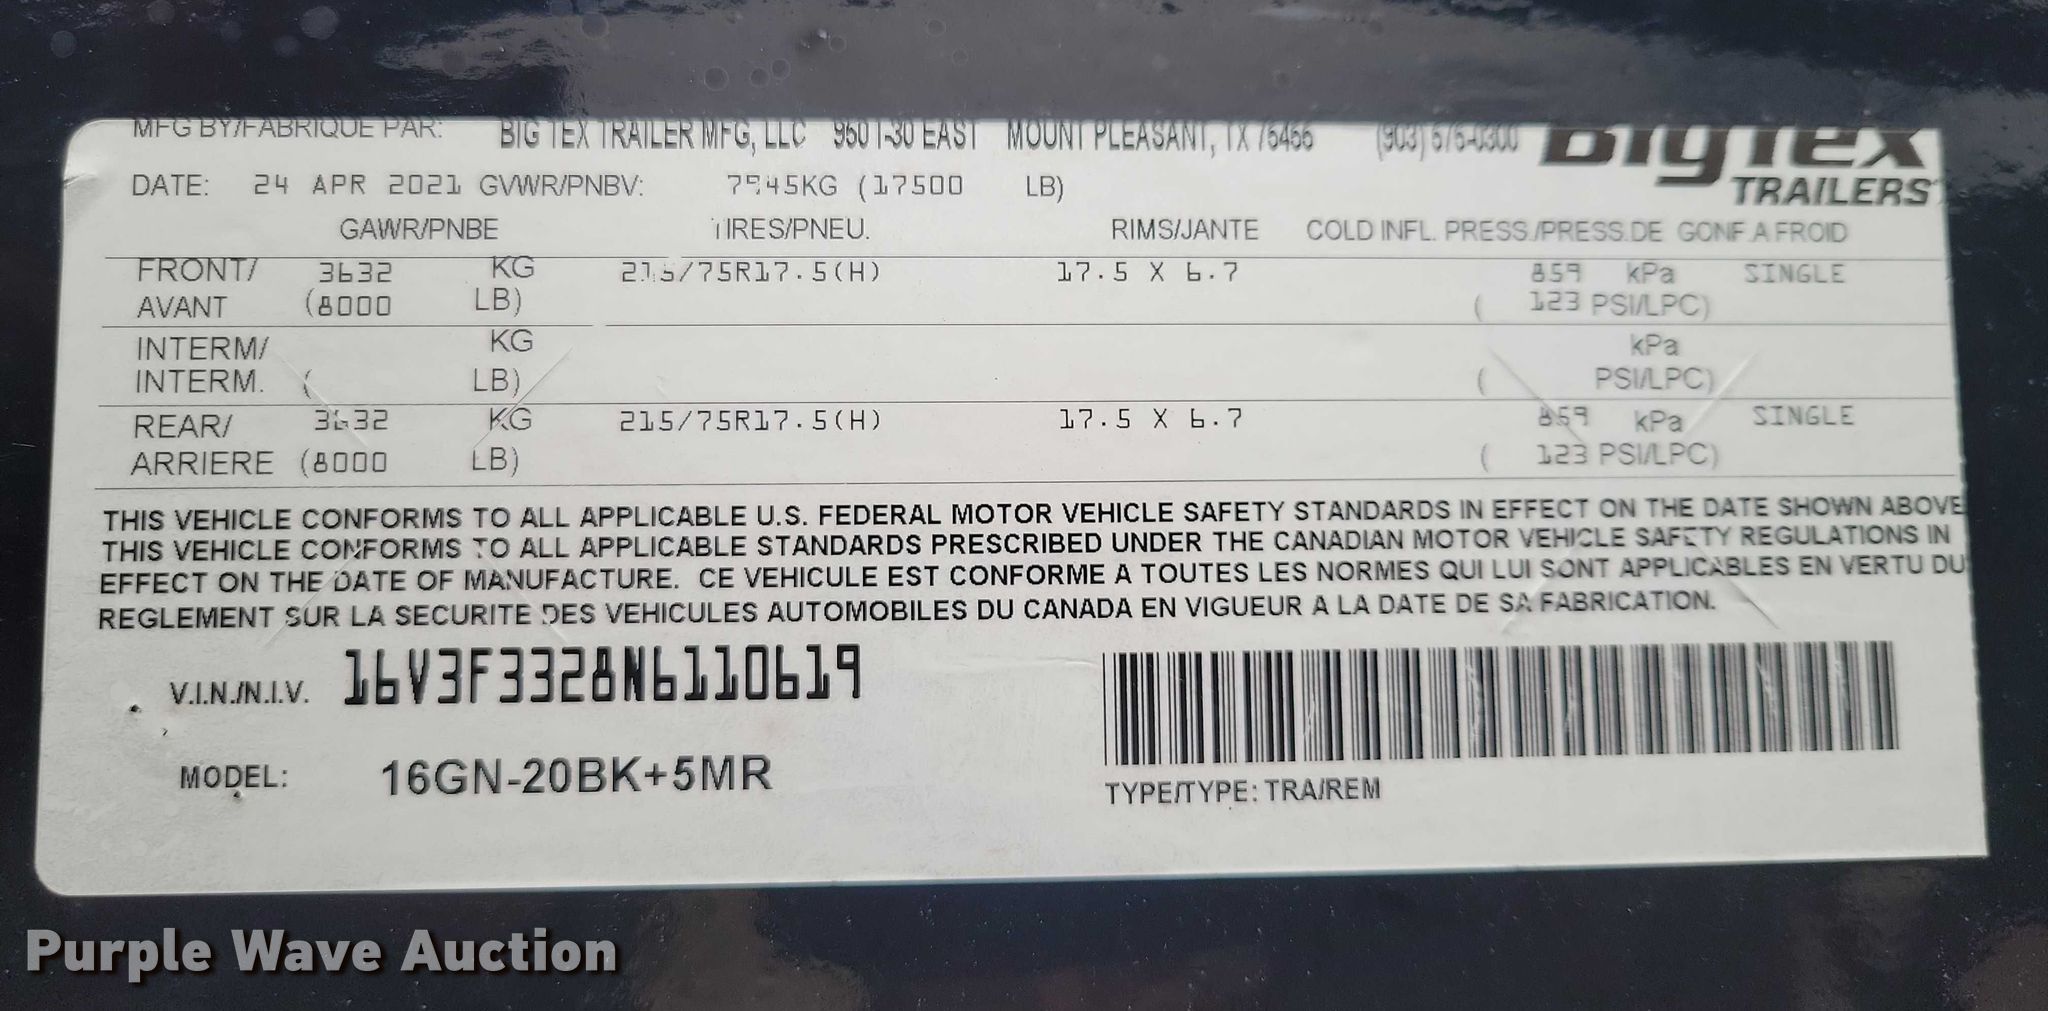 MFG BY/FABRIQUE PAR: BIG TEX TRAILER MFG, LLC 950 I-30 EAST MOUNT PLEASANT, TX 75455 (903) 575-0300 BigTex
TRAILERS
DATE: 24 APR 2021 GVWR/PNBV: 7945KG (17500 LB)
GAWR/PNBE TIRES/PNEU. RIMS/JANTE COLD INFL. PRESS./PRESS.DE GONF.A FROID
FRONT/ 3632 KG 215/75R17.5(H) 17.5 X 6.7 859 kPa SINGLE
AVANT (8000 LB) ( 123 PSI/LPC)
INTERM/ KG kPa
INTERM. ( LB) ( PSI/LPC)
REAR/ 3632 KG 215/75R17.5(H) 17.5 X 6.7 859 kPa SINGLE
ARRIERE (8000 LB) ( 123 PSI/LPC)
THIS VEHICLE CONFORMS TO ALL APPLICABLE U.S. FEDERAL MOTOR VEHICLE SAFETY STANDARDS IN EFFECT ON THE DATE SHOWN ABOVE
THIS VEHICLE CONFORMS TO ALL APPLICABLE STANDARDS PRESCRIBED UNDER THE CANADIAN MOTOR VEHICLE SAFETY REGULATIONS IN
EFFECT ON THE DATE OF MANUFACTURE. CE VEHICULE EST CONFORME A TOUTES LES NORMES QUI LUI SONT APPLICABLES EN VERTU DU
REGLEMENT SUR LA SECURITE DES VEHICULES AUTOMOBILES DU CANADA EN VIGUEUR A LA DATE DE SA FABRICATION.
V.I.N./N.I.V. 16V3F3328N6110619
MODEL: 16GN-20BK+5MR
TYPE/TYPE: TRA/REM
Purple Wave Auction